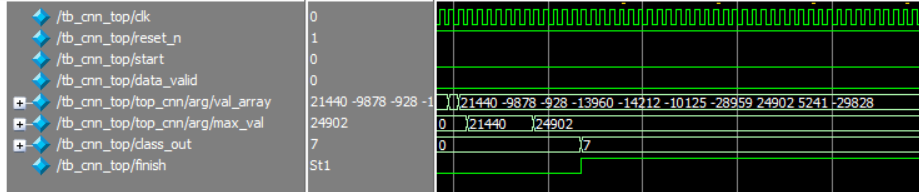 /tb_cnn_top/clk 0
/tb_cnn_top/reset_n 1
/tb_cnn_top/start 0
/tb_cnn_top/data_valid 0
/tb_cnn_top/top_cnn/arg/val_array 21440 -9878 -928 -1 21440 -9878 -928 -13960 -14212 -10125 -28959 24902 5241 -29828
/tb_cnn_top/top_cnn/arg/max_val 24902 0 21440 24902
/tb_cnn_top/class_out 7 0 7
/tb_cnn_top/finish St1